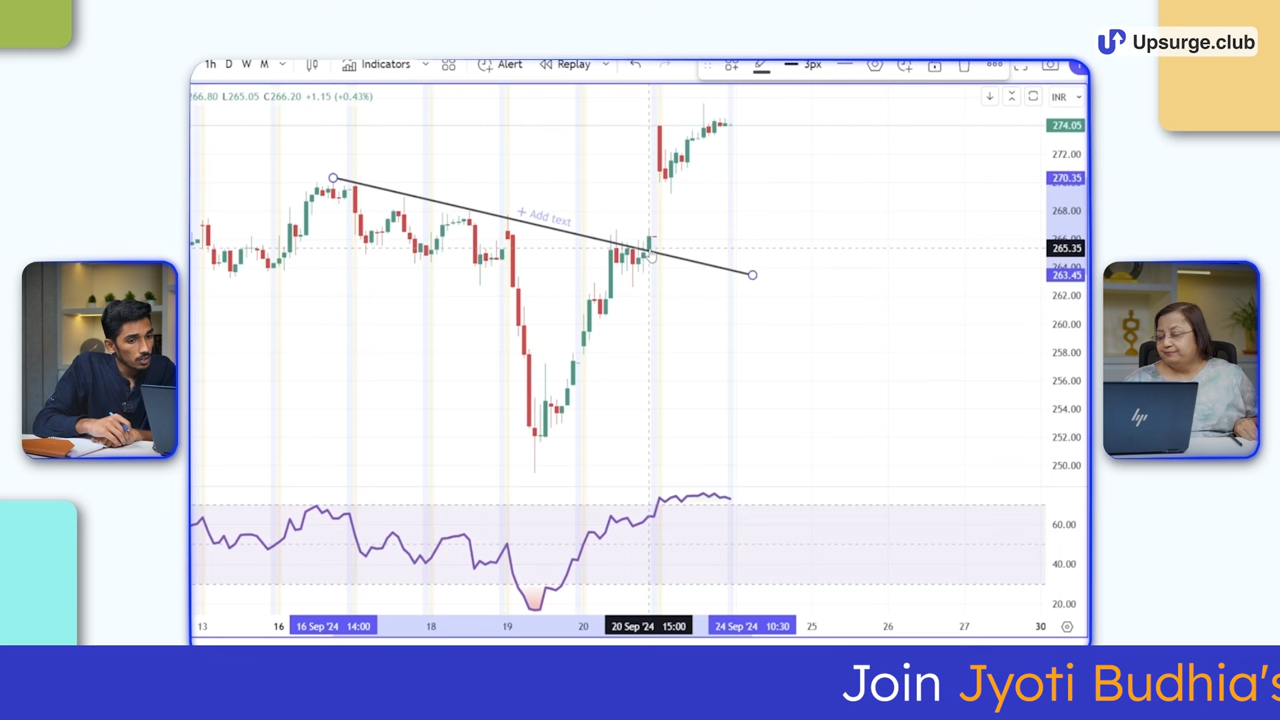 Upsurge.club
1h D W M Indicators Alert Replay 3px
266.80 L265.05 C266.20 +1.15 (+0.43%)
INR
274.05
272.00
270.35
268.00
265.35
263.45
262.00
260.00
258.00
256.00
254.00
252.00
250.00
+ Add text
60.00
40.00
20.00
13 16 16 Sep '24 14:00 18 19 20 20 Sep '24 15:00 24 Sep '24 10:30 25 26 27 30
hp
Join Jyoti Budhia's